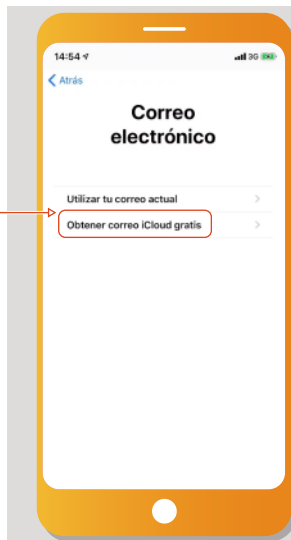 14:54
3G
Atrás
Correo
electrónico
Utilizar tu correo actual
Obtener correo iCloud gratis